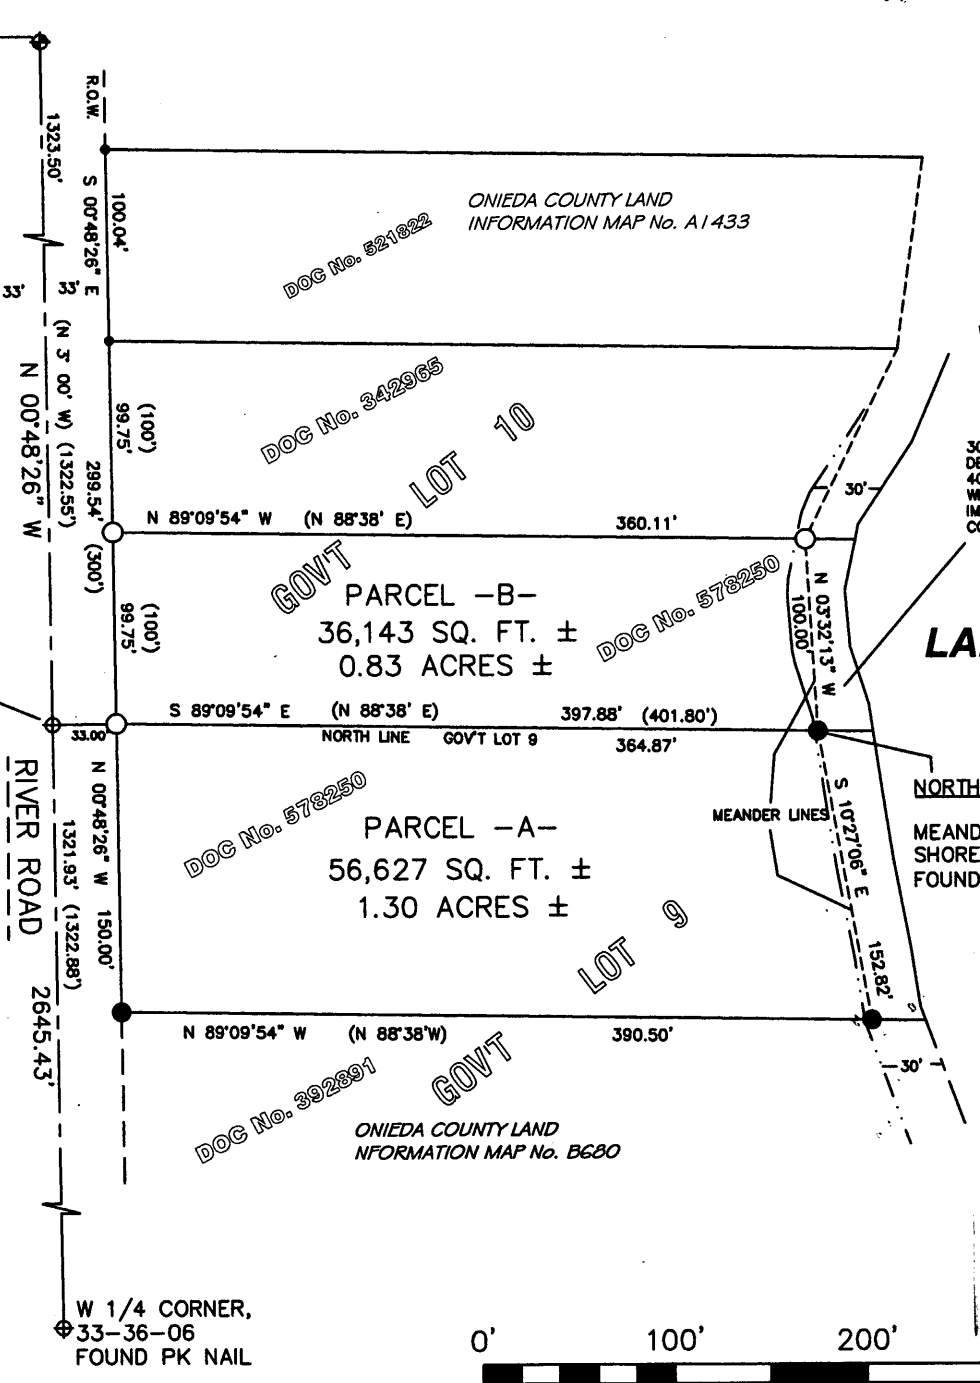 R.O.W.
1323.50'
S 00°48'26" E
100.04'
ONIEDA COUNTY LAND
INFORMATION MAP No. A1433
DOC No. 521822
33'
33'
(N 3° 00' W) (1322.55')
N 00°48'26" W
DOC No. 342965
(100')
99.75'
299.54' (300')
LOT 10
30'
N 89°09'54" W (N 88°38' E) 360.11'
GOV'T
PARCEL -B-
36,143 SQ. FT. ±
0.83 ACRES ±
DOC No. 578250
(100')
99.75'
N 03°32'13" W
100.00'
S 89°09'54" E (N 88°38' E) 397.88' (401.80')
33.00'
NORTH LINE GOV'T LOT 9 364.87'
RIVER ROAD
N 00°48'26" W 150.00'
1321.93' (1322.88')
2645.43'
DOC No. 578250
PARCEL -A-
56,627 SQ. FT. ±
1.30 ACRES ±
MEANDER LINES
S 10°27'06" E
152.82'
NORTH
MEAND
SHORE
FOUND
LOT 9
N 89°09'54" W (N 88°38'W) 390.50'
GOV'T
30'
DOC No. 392891
ONIEDA COUNTY LAND
NFORMATION MAP No. B680
W 1/4 CORNER,
33-36-06
FOUND PK NAIL
0' 100' 200'
30
DE
40
W
IM
CO
LA